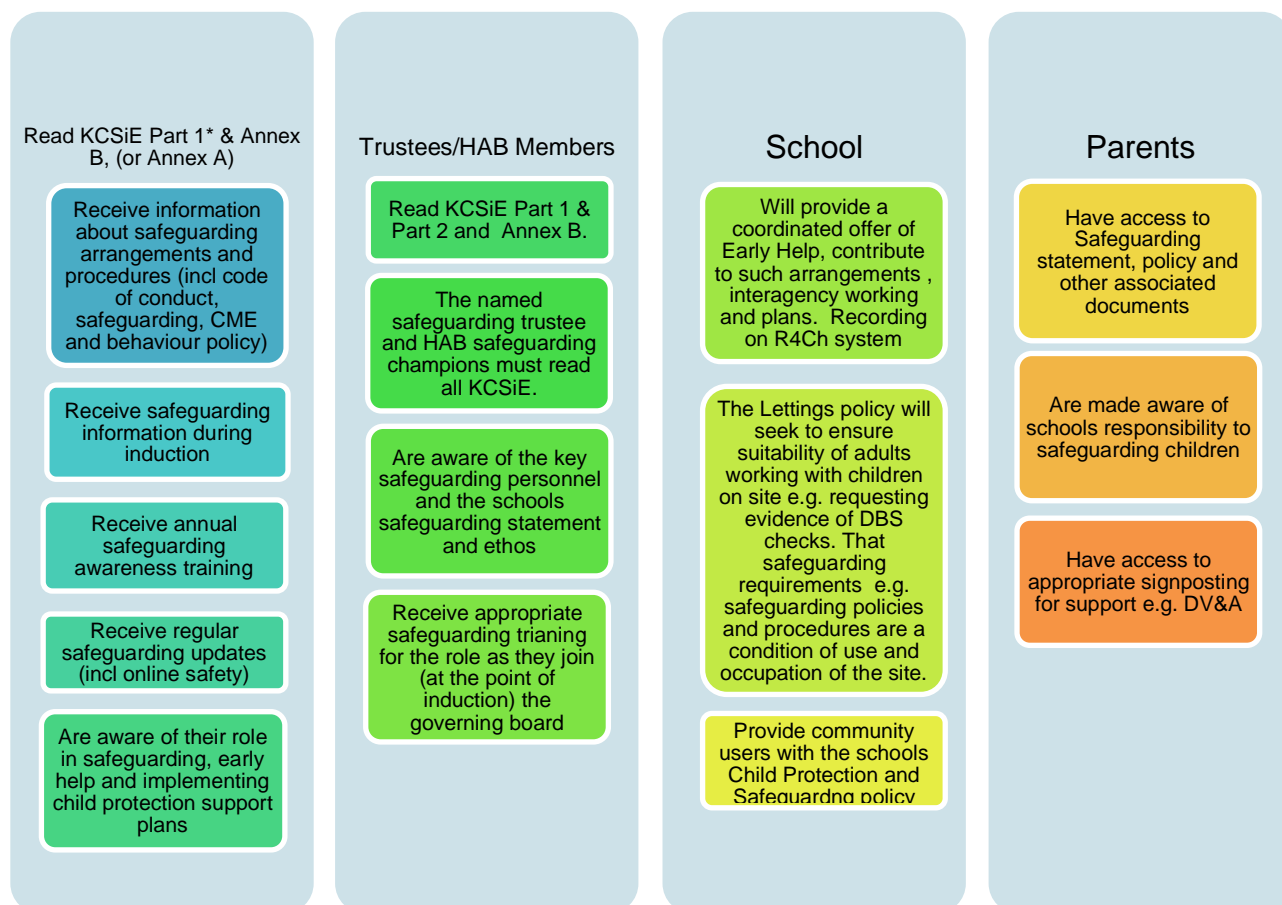 Read KCSiE Part 1* & Annex
B, (or Annex A)
Receive information
about safeguarding
arrangements and
procedures (incl code
of conduct,
safeguarding, CME
and behaviour policy)
Receive safeguarding
information during
induction
Receive annual
safeguarding
awareness training
Receive regular
safeguarding updates
(incl online safety)
Are aware of their role
in safeguarding, early
help and implementing
child protection support
plans
Trustees/HAB Members
Read KCSiE Part 1 &
Part 2 and Annex B.
The named
safeguarding trustee
and HAB safeguarding
champions must read
all KCSiE.
Are aware of the key
safeguarding personnel
and the schools
safeguarding statement
and ethos
Receive appropriate
safeguarding trianing
for the role as they join
(at the point of
induction) the
governing board
School
Will provide a
coordinated offer of
Early Help, contribute
to such arrangements ,
interagency working
and plans. Recording
on R4Ch system
The Lettings policy will
seek to ensure
suitability of adults
working with children
on site e.g. requesting
evidence of DBS
checks. That
safeguarding
requirements e.g.
safeguarding policies
and procedures are a
condition of use and
occupation of the site.
Provide community
users with the schools
Child Protection and
Safeguardng policy
Parents
Have access to
Safeguarding
statement, policy and
other associated
documents
Are made aware of
schools responsibility to
safeguarding children
Have access to
appropriate signposting
for support e.g. DV&A